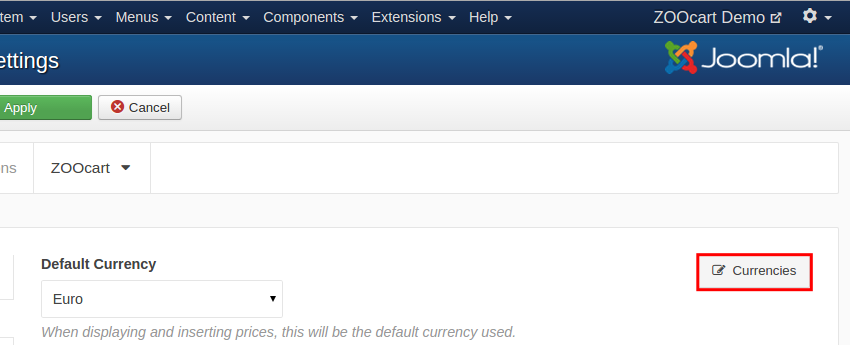 tem Users Menus Content Components Extensions Help ZOOcart Demo
ettings Joomla!®
Apply Cancel
ns ZOOcart
Default Currency Currencies
Euro
When displaying and inserting prices, this will be the default currency used.